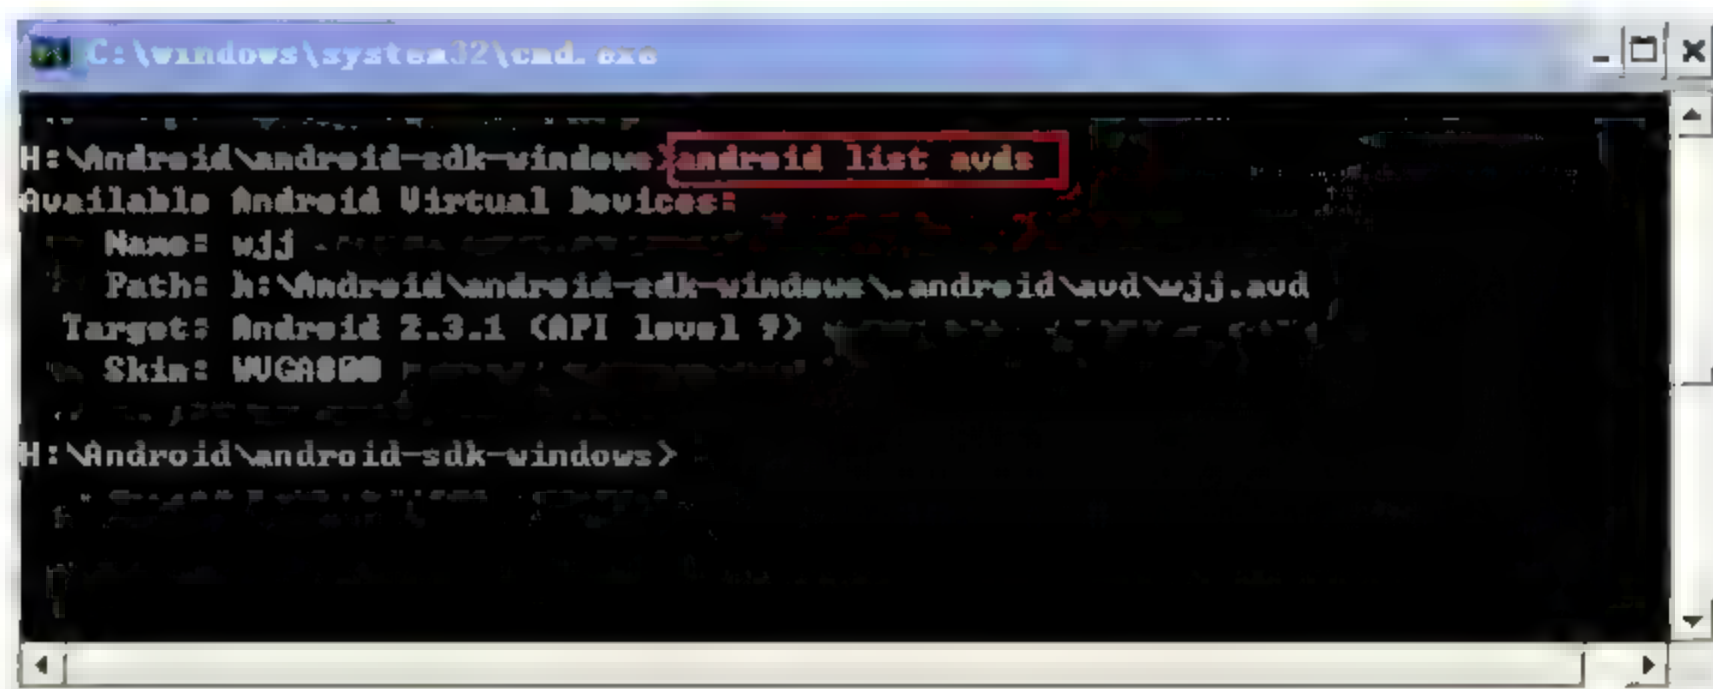 C:\windows\system32\cmd.exe
H:\Android\android-sdk-windows>android list avds
Available Android Virtual Devices:
Name: wjj
Path: h:\Android\android-sdk-windows\.android\avd\wjj.avd
Target: Android 2.3.1 (API level 9)
Skin: WVGA800
H:\Android\android-sdk-windows>